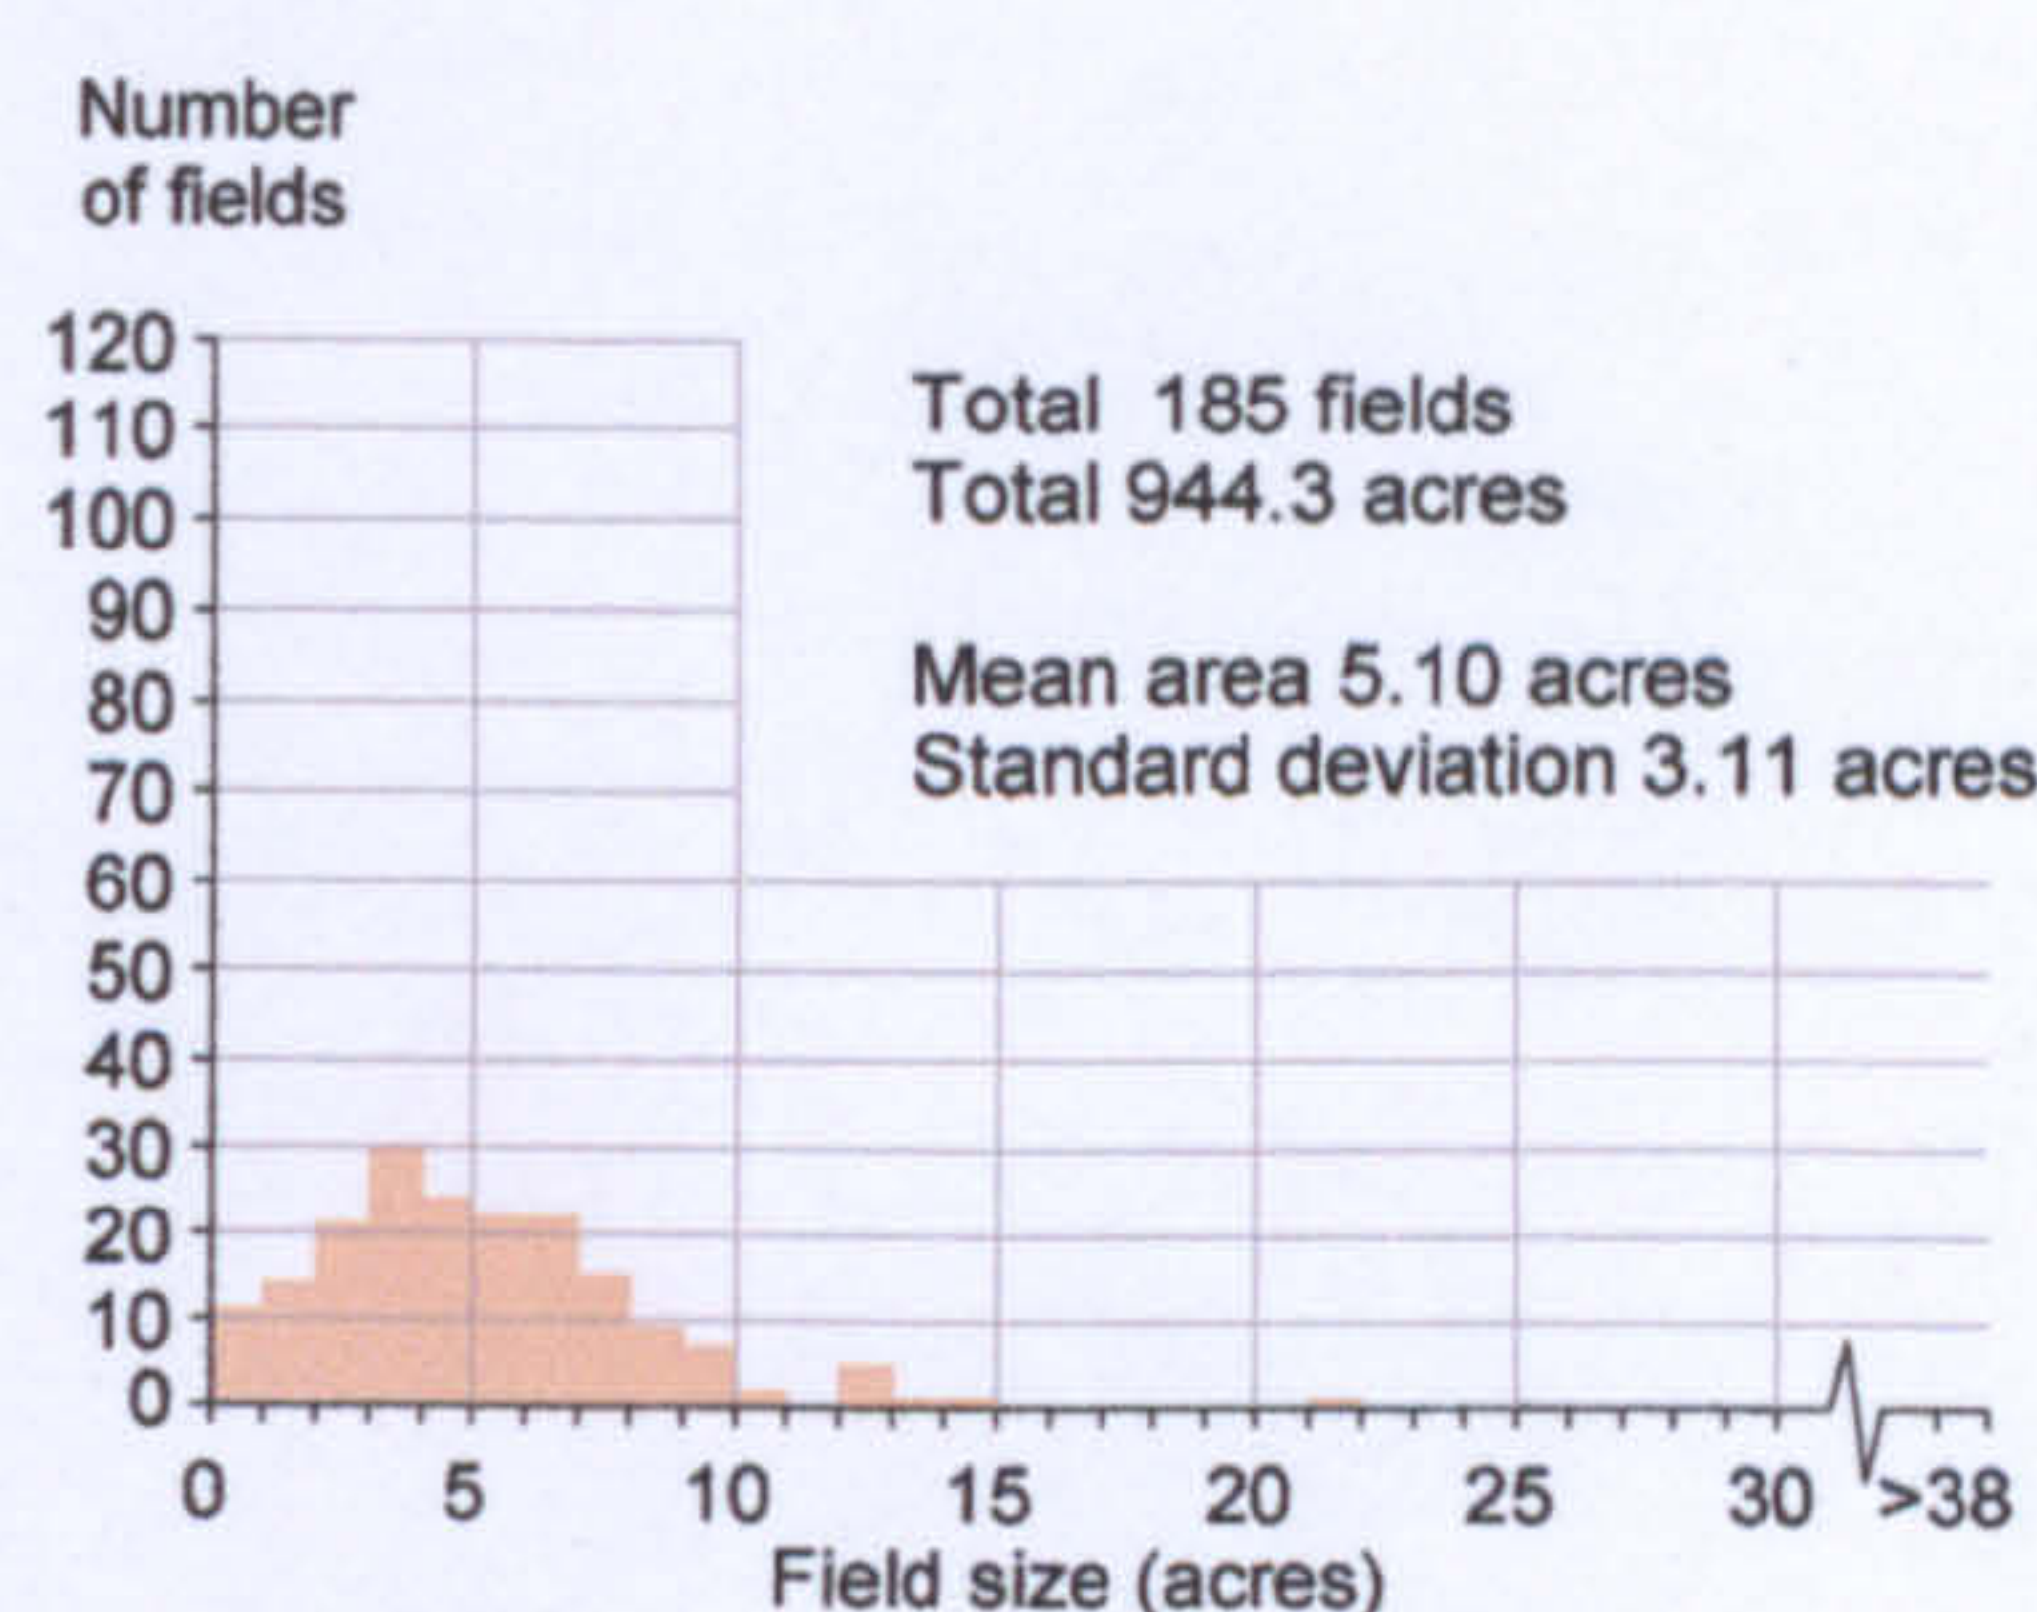 Number
of fields
120
110
100
90
80
70
60
50
40
30
20
10
0
Total 185 fields
Total 944.3 acres
Mean area 5.10 acres
Standard deviation 3.11 acres
0 5 10 15 20 25 30 >38
Field size (acres)